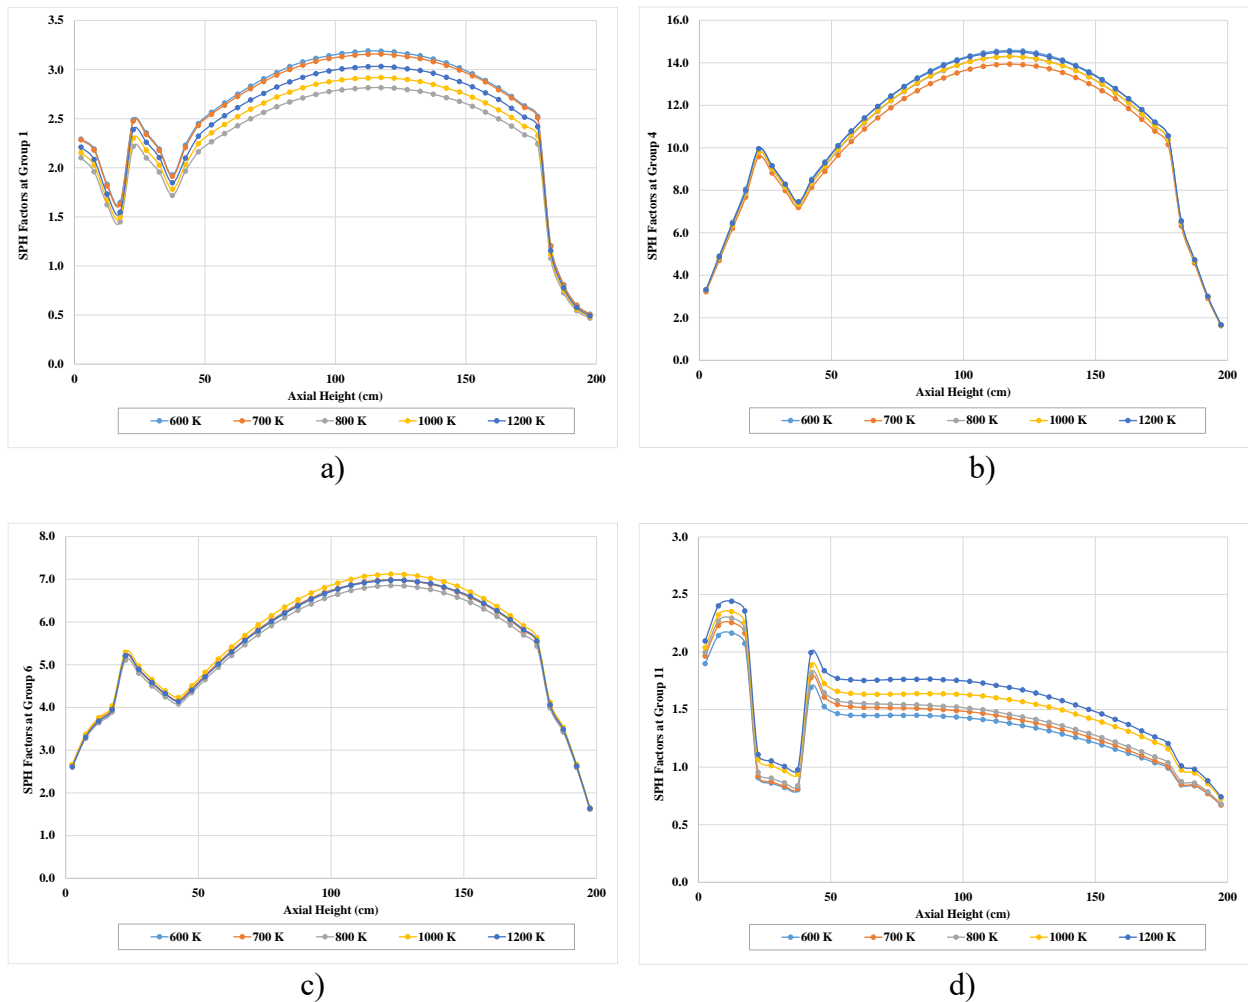 SPH Factors at Group 1
3.5
3.0
2.5
2.0
1.5
1.0
0.5
0.0
0 50 100 150 200
Axial Height (cm)
600 K 700 K 800 K 1000 K 1200 K
a)
SPH Factors at Group 4
16.0
14.0
12.0
10.0
8.0
6.0
4.0
2.0
0.0
0 50 100 150 200
Axial Height (cm)
600 K 700 K 800 K 1000 K 1200 K
b)
SPH Factors at Group 6
8.0
7.0
6.0
5.0
4.0
3.0
2.0
1.0
0.0
0 50 100 150 200
Axial Height (cm)
600 K 700 K 800 K 1000 K 1200 K
c)
SPH Factors at Group 11
3.0
2.5
2.0
1.5
1.0
0.5
0.0
0 50 100 150 200
Axial Height (cm)
600 K 700 K 800 K 1000 K 1200 K
d)